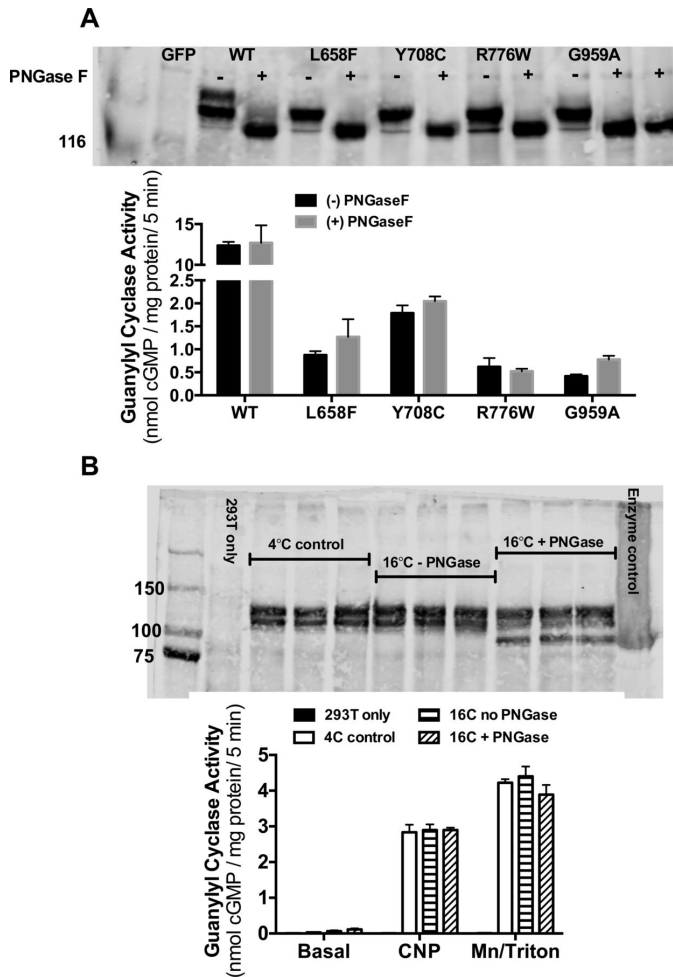 A
GFP WT L658F Y708C R776W G959A
PNGase F - + - + - + - + - + +
116
Guanylyl Cyclase Activity
(nmol cGMP / mg protein/ 5 min)
(-) PNGaseF
(+) PNGaseF
15
10
2.5
2.0
1.5
1.0
0.5
0.0
WT L658F Y708C R776W G959A
B
293T only
4°C control
16°C - PNGase
16°C + PNGase
Enzyme control
150
100
75
293T only 16C no PNGase
4C control 16C + PNGase
Guanylyl Cyclase Activity
(nmol cGMP / mg protein/ 5 min)
5
4
3
2
1
0
Basal CNP Mn/Triton